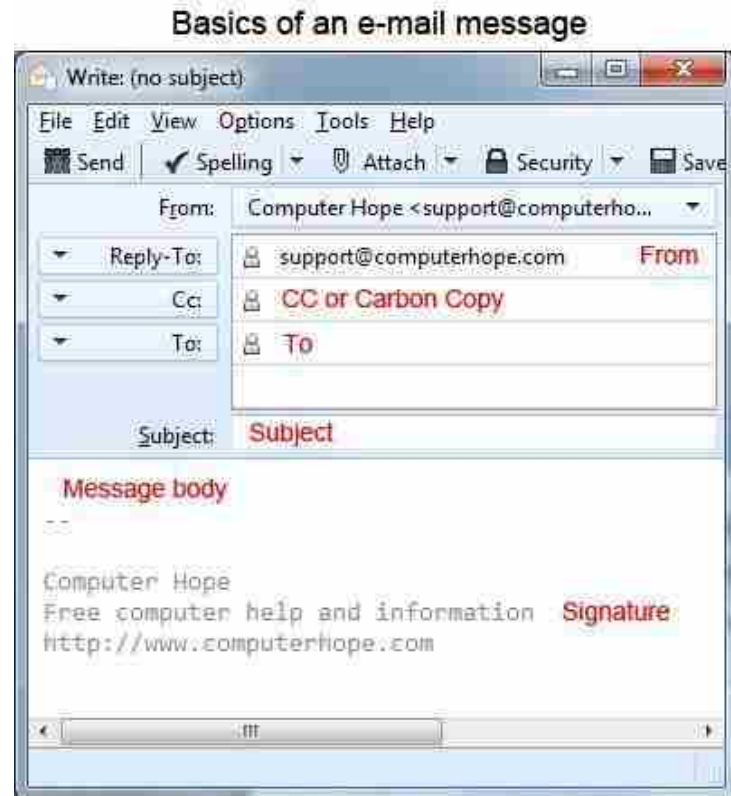 Basics of an e-mail message
Write: (no subject)
File Edit View Options Tools Help
Send Spelling Attach Security Save
From: Computer Hope <support@computerho...
Reply-To: support@computerhope.com From
Cc: CC or Carbon Copy
To: To
Subject: Subject
Message body
--
Computer Hope
Free computer help and information Signature
http://www.computerhope.com